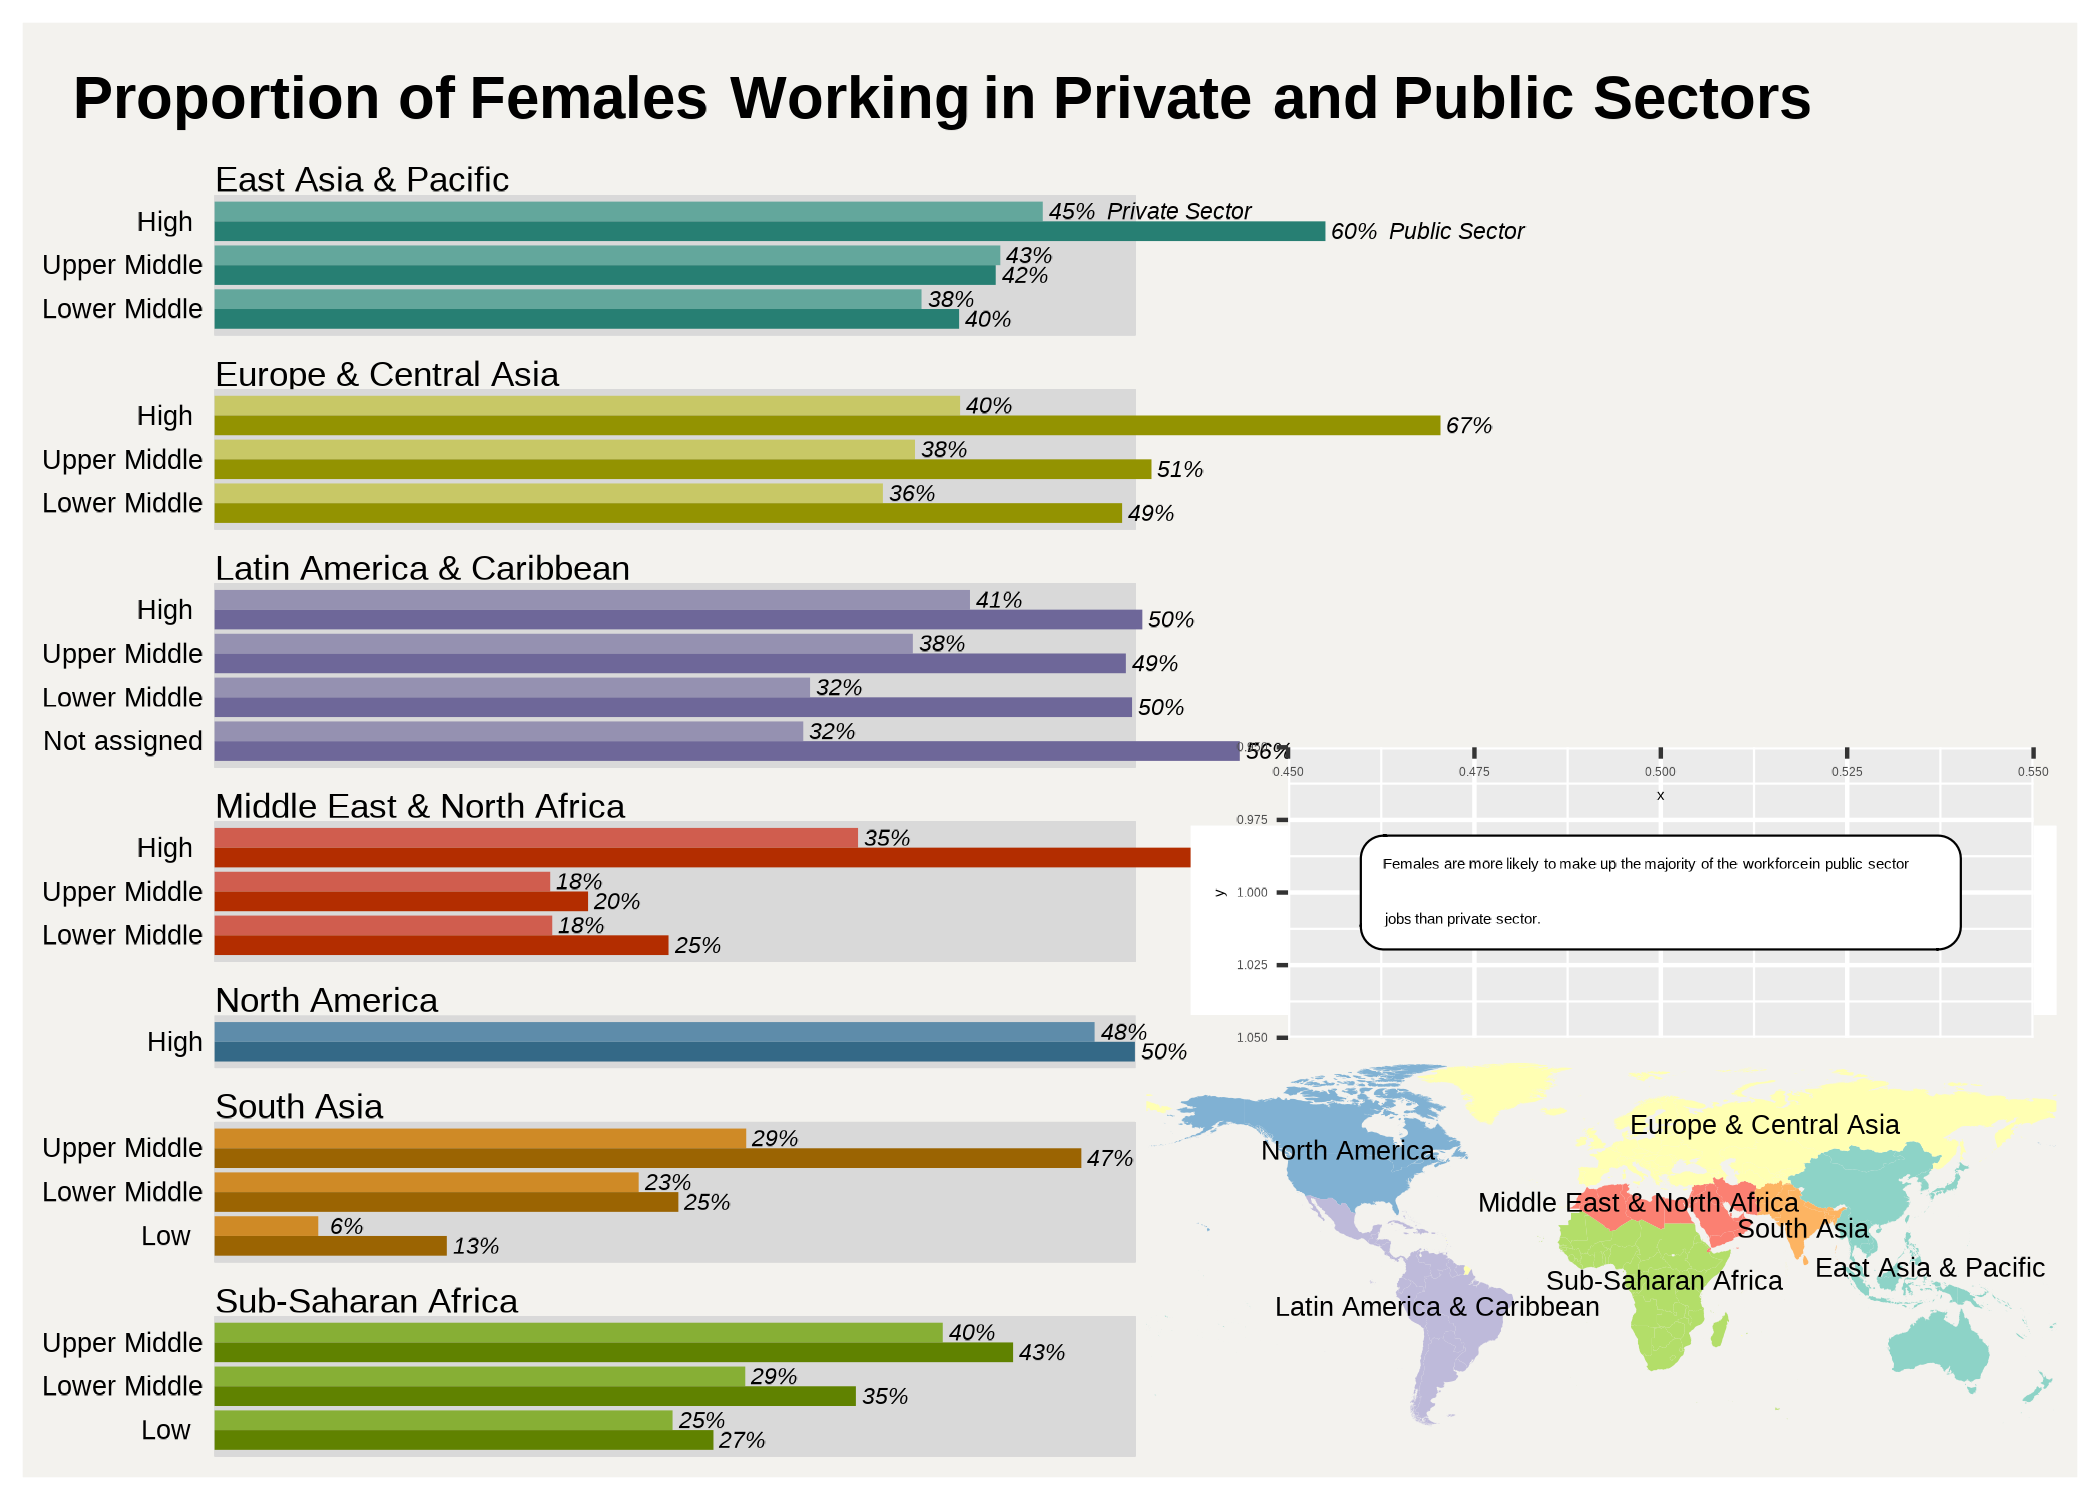 Proportion of Females Working in Private and Public Sectors
East Asia & Pacific
High
45% Private Sector
60% Public Sector
Upper Middle
43%
42%
Lower Middle
38%
40%
Europe & Central Asia
High
40%
67%
Upper Middle
38%
51%
Lower Middle
36%
49%
Latin America & Caribbean
High
41%
50%
Upper Middle
38%
49%
Lower Middle
32%
50%
Not assigned
32%
56%
Middle East & North Africa
High
35%
Upper Middle
18%
20%
Lower Middle
18%
25%
North America
High
48%
50%
South Asia
Upper Middle
29%
47%
Lower Middle
23%
25%
Low
6%
13%
Sub-Saharan Africa
Upper Middle
40%
43%
Lower Middle
29%
35%
Low
25%
27%
0.450 0.475 0.500 0.525 0.550
x
0.975
1.000
1.025
1.050
y
Females are more likely to make up the majority of the workforcein public sector
jobs than private sector.
North America
Europe & Central Asia
Middle East & North Africa
South Asia
East Asia & Pacific
Sub-Saharan Africa
Latin America & Caribbean